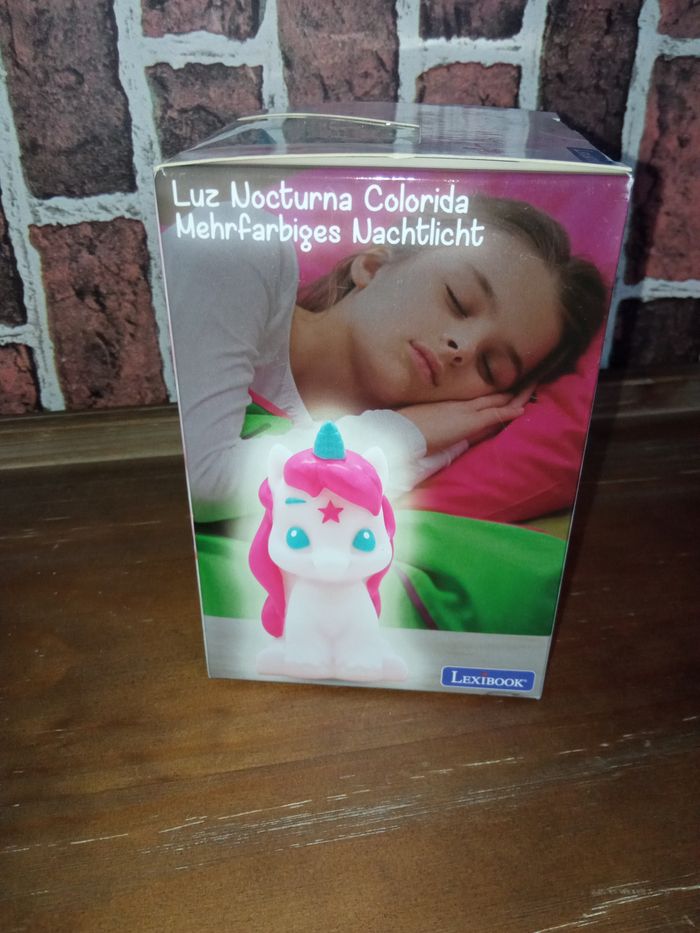 Luz Nocturna Colorida
Mehrfarbiges Nachtlicht
LEXIBOOK